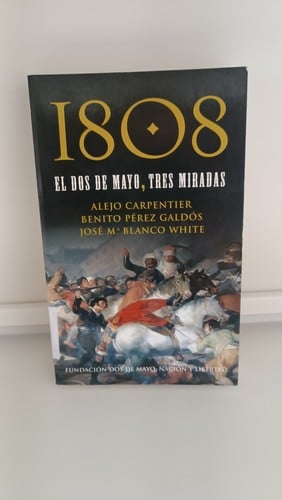 1808
EL DOS DE MAYO, TRES MIRADAS
ALEJO CARPENTIER
BENITO PÉREZ GALDÓS
JOSÉ M.ª BLANCO WHITE
FUNDACIÓN DOS DE MAYO, NACIÓN Y LIBERTAD